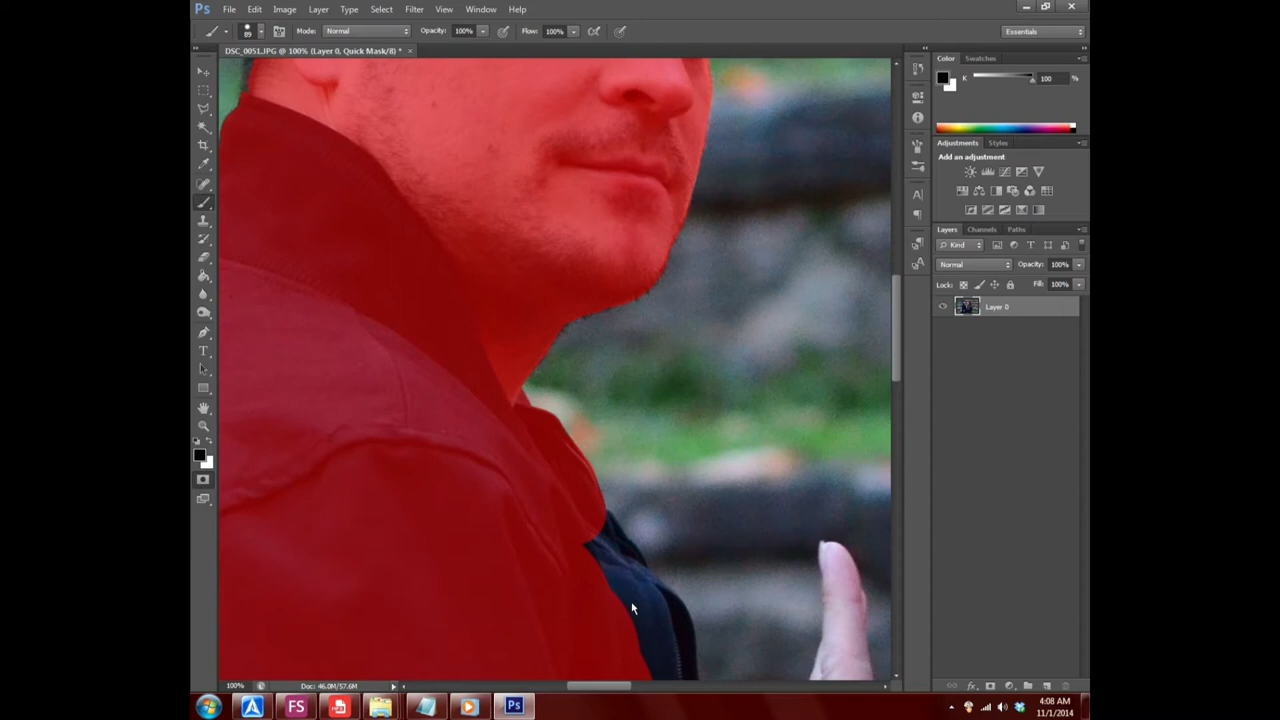 Ps File Edit Image Layer Type Select Filter View Window Help
89 Mode: Normal Opacity: 100% Flow: 100% Essentials
DSC_0051.JPG @ 100% (Layer 0, Quick Mask/8) * ×
Color Swatches
K 100 %
Adjustments Styles
Add an adjustment
Layers Channels Paths
Kind T
Normal Opacity: 100%
Lock: Fill: 100%
Layer 0
A
A
T
100% Doc: 46.0M/57.6M
FS Ps 4:08 AM
11/1/2014